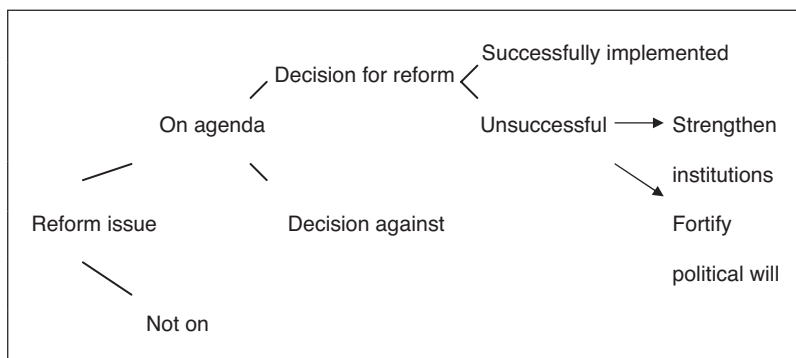 Successfully implemented
Decision for reform
On agenda
Unsuccessful
Strengthen
institutions
Reform issue
Decision against
Fortify
political will
Not on